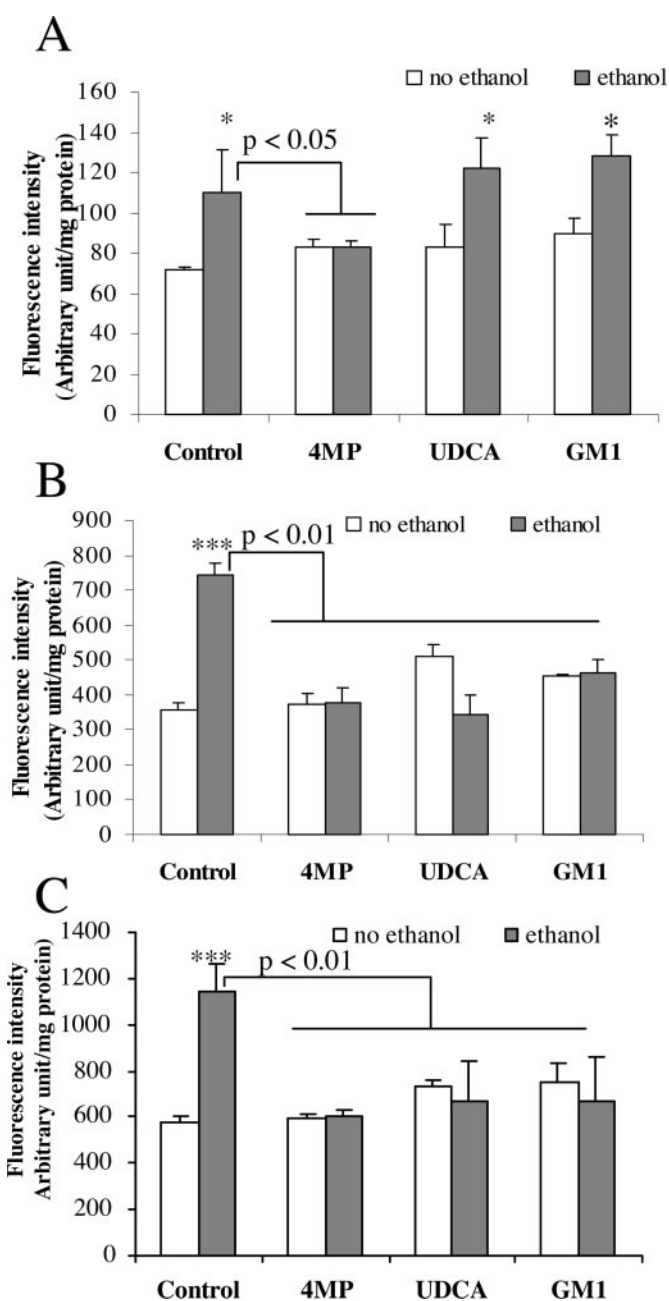 A
no ethanol ethanol
Fluorescence intensity
(Arbitrary unit/mg protein)
160
140
120
100
80
60
40
20
0
*
p < 0.05
*
*
Control 4MP UDCA GM1
B
no ethanol ethanol
Fluorescence intensity
(Arbitrary unit/mg protein)
900
800
700
600
500
400
300
200
100
0
***
p < 0.01
Control 4MP UDCA GM1
C
no ethanol ethanol
Fluorescence intensity
Arbitrary unit/mg protein)
1400
1200
1000
800
600
400
200
0
***
p < 0.01
Control 4MP UDCA GM1